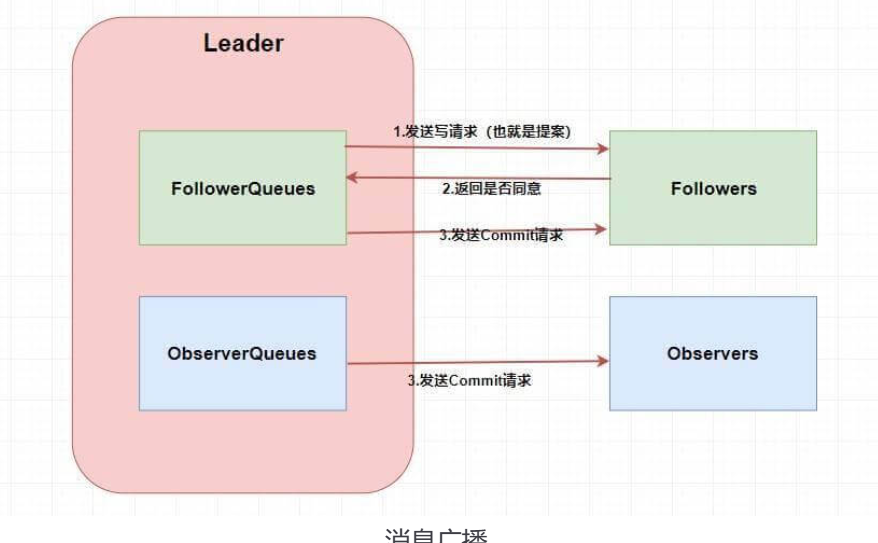 Leader
1.发送写请求（也就是提案）
FollowerQueues
2.返回是否同意
Followers
3.发送Commit请求
ObserverQueues
Observers
3.发送Commit请求
消息广播